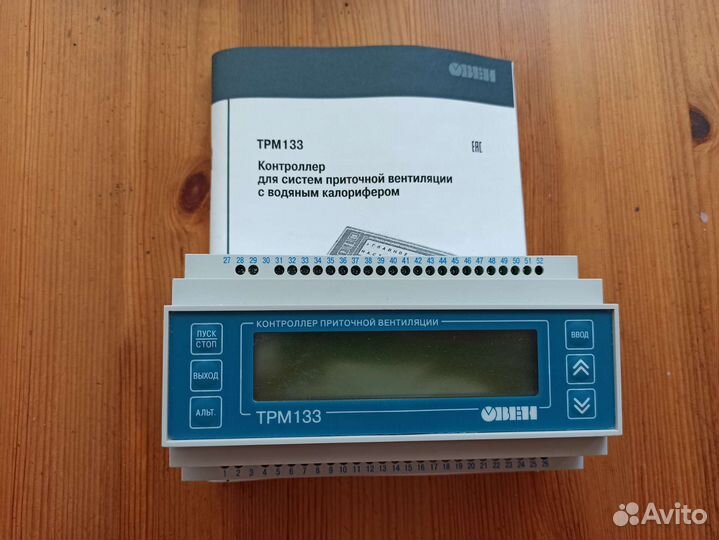 ОВЕН
ТРМ133
EAC
Контроллер
для систем приточной вентиляции
с водяным калорифером
27 28 29 30 31 32 33 34 35 36 37 38 39 40 41 42 43 44 45 46 47 48 49 50 51 52
КОНТРОЛЛЕР ПРИТОЧНОЙ ВЕНТИЛЯЦИИ
ПУСК
СТОП
ВВОД
ВЫХОД
АЛЬТ.
ТРМ133
ОВЕН
1 2 3 4 5 6 7 8 9 10 11 12 13 14 15 16 17 18 19 20 21 22 23 24 25 26
Avito